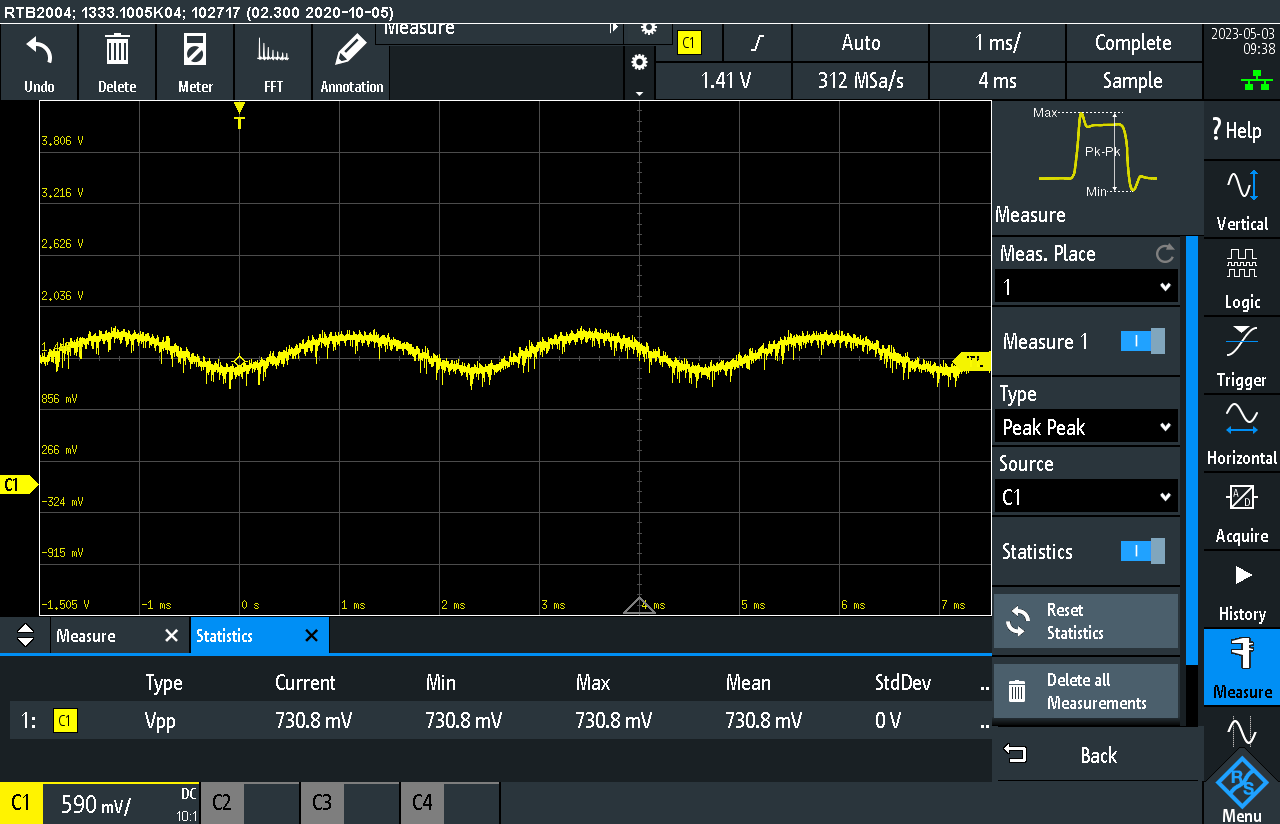 RTB2004; 1333.1005K04; 102717 (02.300 2020-10-05)
Undo
Delete
Meter
FFT
Annotation
Measure
C1
Auto
1 ms/
Complete
1.41 V
312 MSa/s
4 ms
Sample
2023-05-03
09:38
T
3.806 V
3.216 V
2.626 V
2.036 V
856 mV
266 mV
-324 mV
-915 mV
-1.505 V
-1 ms
0 s
1 ms
2 ms
3 ms
4 ms
5 ms
6 ms
7 ms
C1
Max
Pk-Pk
Min
Measure
Meas. Place
1
Measure 1
Type
Peak Peak
Source
C1
Statistics
Reset
Statistics
Delete all
Measurements
Back
? Help
Vertical
Logic
Trigger
Horizontal
Acquire
History
Measure
Menu
Measure
Statistics
Type Current Min Max Mean StdDev ..
1: C1 Vpp 730.8 mV 730.8 mV 730.8 mV 730.8 mV 0 V ..
C1 590 mV/ DC
10:1
C2
C3
C4
R&S